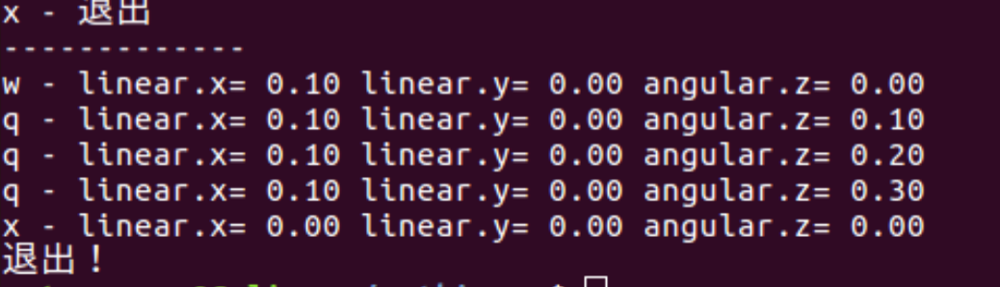 x - 退出
-------------
w - linear.x= 0.10 linear.y= 0.00 angular.z= 0.00
q - linear.x= 0.10 linear.y= 0.00 angular.z= 0.10
q - linear.x= 0.10 linear.y= 0.00 angular.z= 0.20
q - linear.x= 0.10 linear.y= 0.00 angular.z= 0.30
x - linear.x= 0.00 linear.y= 0.00 angular.z= 0.00
退出！